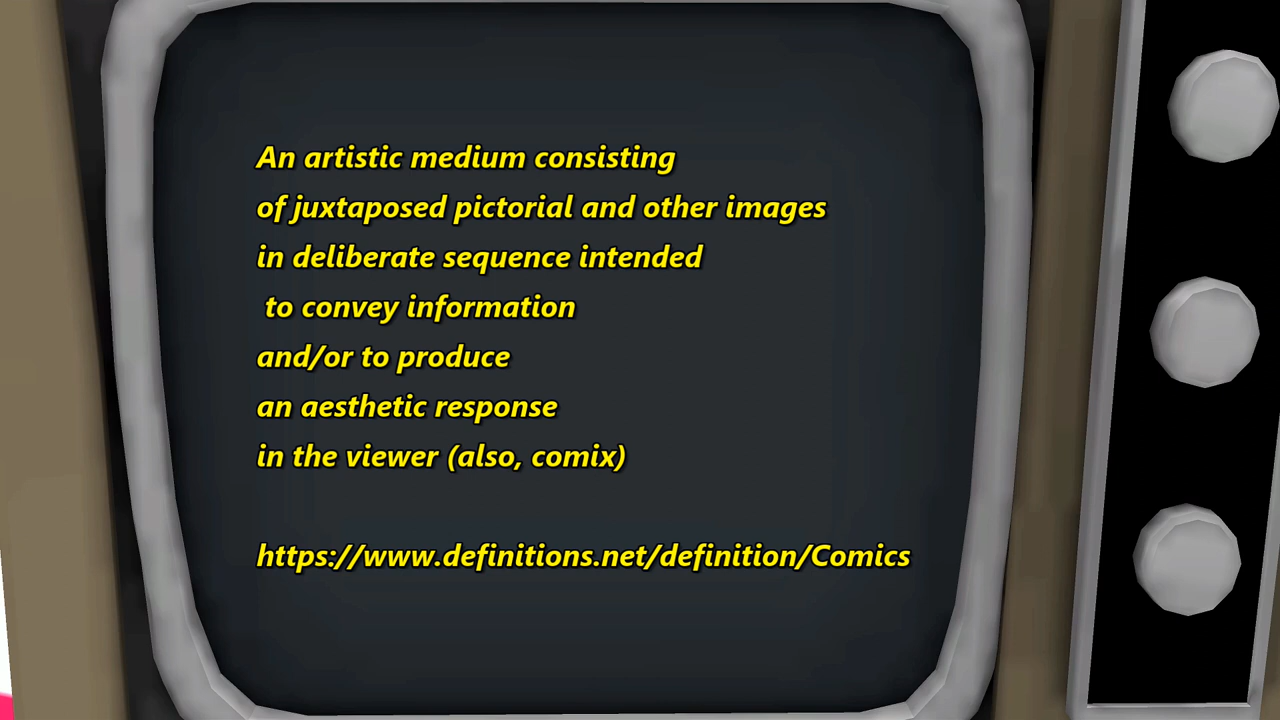 An artistic medium consisting
of juxtaposed pictorial and other images
in deliberate sequence intended
to convey information
and/or to produce
an aesthetic response
in the viewer (also, comix)
https://www.definitions.net/definition/Comics